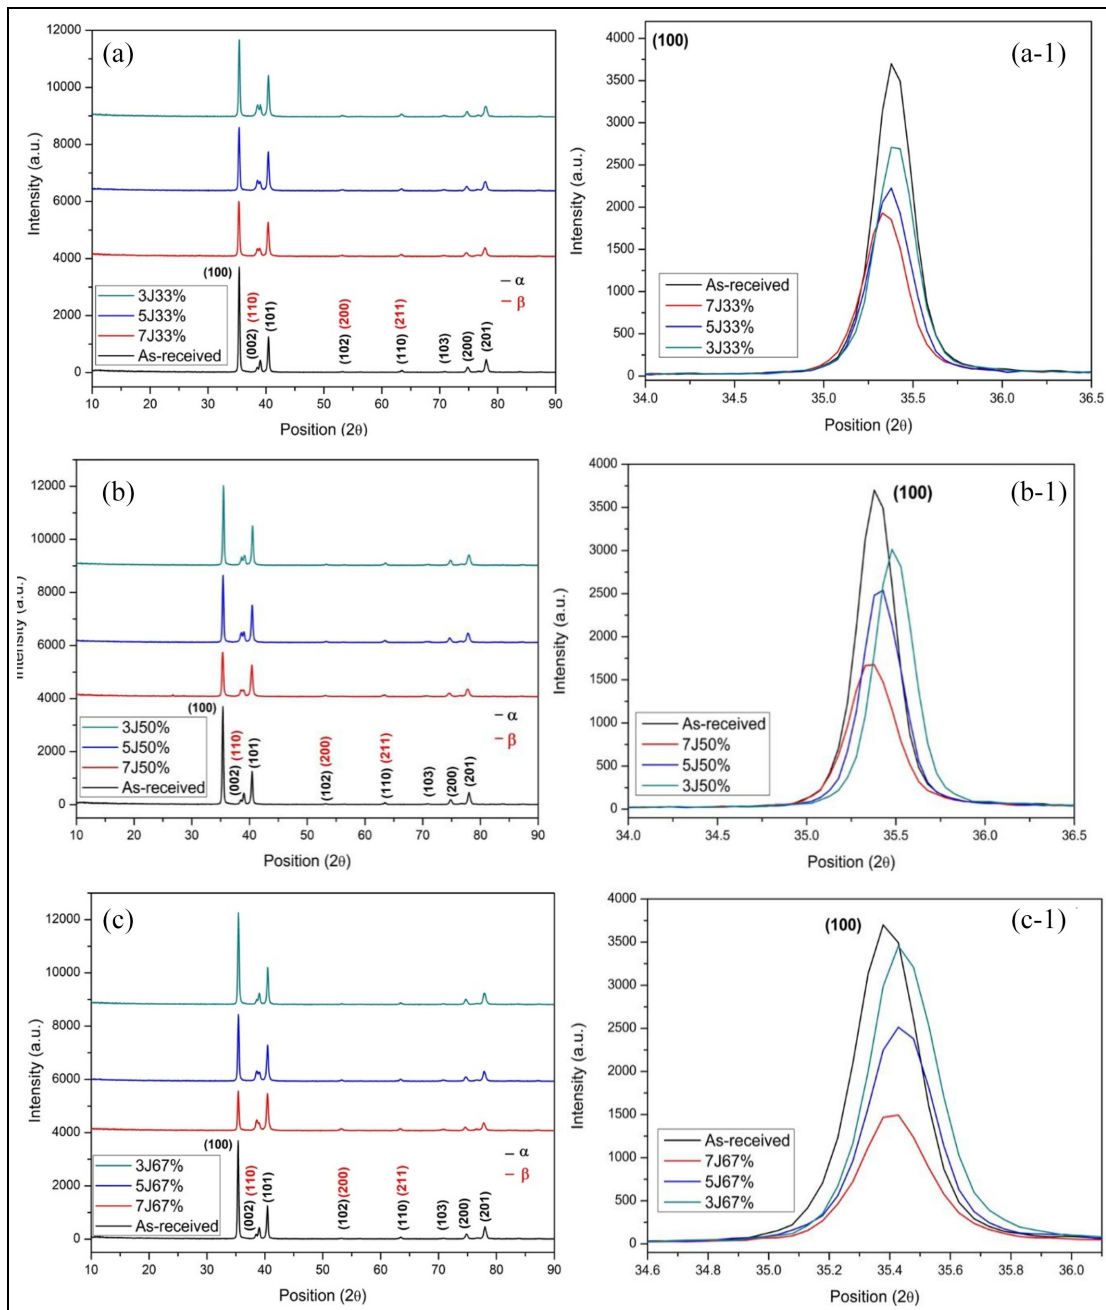 (a)
12000
10000
8000
6000
4000
2000
0
Intensity (a.u.)
(100)
(002)
(110)
(101)
(102)
(200)
(110)
(211)
(103)
(200)
(201)
– α
– β
3J33%
5J33%
7J33%
As-received
10 20 30 40 50 60 70 80 90
Position (2θ)
(100)
(a-1)
4000
3500
3000
2500
2000
1500
1000
500
0
Intensity (a.u.)
As-received
7J33%
5J33%
3J33%
34.0 34.5 35.0 35.5 36.0 36.5
Position (2θ)
(b)
12000
10000
8000
6000
4000
2000
0
Intensity (a.u.)
(100)
(002)
(110)
(101)
(102)
(200)
(110)
(211)
(103)
(200)
(201)
– α
– β
3J50%
5J50%
7J50%
As-received
10 20 30 40 50 60 70 80 90
Position (2θ)
(100)
(b-1)
4000
3500
3000
2500
2000
1500
1000
500
0
Intensity (a.u.)
As-received
7J50%
5J50%
3J50%
34.0 34.5 35.0 35.5 36.0 36.5
Position (2θ)
(c)
12000
10000
8000
6000
4000
2000
0
Intensity (a.u.)
(100)
(002)
(110)
(101)
(102)
(200)
(110)
(211)
(103)
(200)
(201)
– α
– β
3J67%
5J67%
7J67%
As-received
10 20 30 40 50 60 70 80 90
Position (2θ)
(100)
(c-1)
4000
3500
3000
2500
2000
1500
1000
500
0
Intensity (a.u.)
As-received
7J67%
5J67%
3J67%
34.6 34.8 35.0 35.2 35.4 35.6 35.8 36.0
Position (2θ)